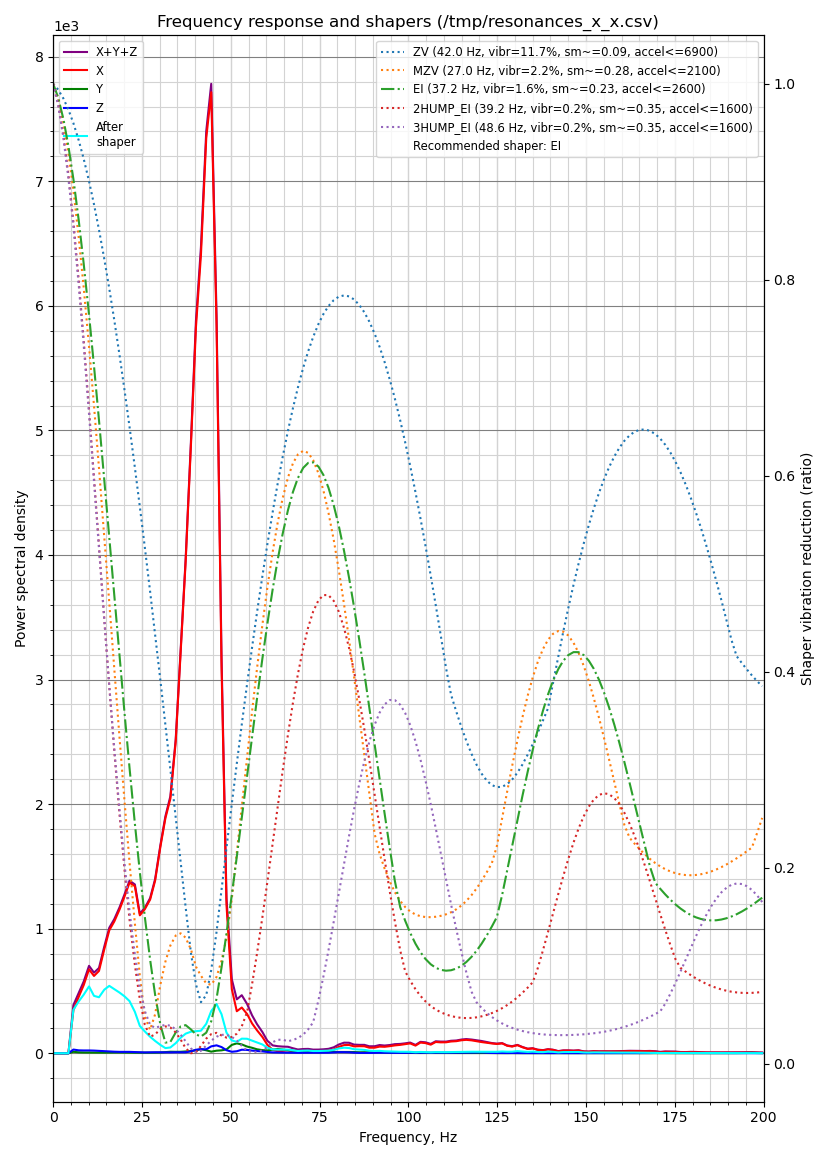 Frequency response and shapers (/tmp/resonances_x_x.csv)
1e3
X+Y+Z
X
Y
Z
After
shaper
ZV (42.0 Hz, vibr=11.7%, sm~=0.09, accel<=6900)
MZV (27.0 Hz, vibr=2.2%, sm~=0.28, accel<=2100)
EI (37.2 Hz, vibr=1.6%, sm~=0.23, accel<=2600)
2HUMP_EI (39.2 Hz, vibr=0.2%, sm~=0.35, accel<=1600)
3HUMP_EI (48.6 Hz, vibr=0.2%, sm~=0.35, accel<=1600)
Recommended shaper: EI
8
7
6
5
4
3
2
1
0
Power spectral density
1.0
0.8
0.6
0.4
0.2
0.0
Shaper vibration reduction (ratio)
0 25 50 75 100 125 150 175 200
Frequency, Hz